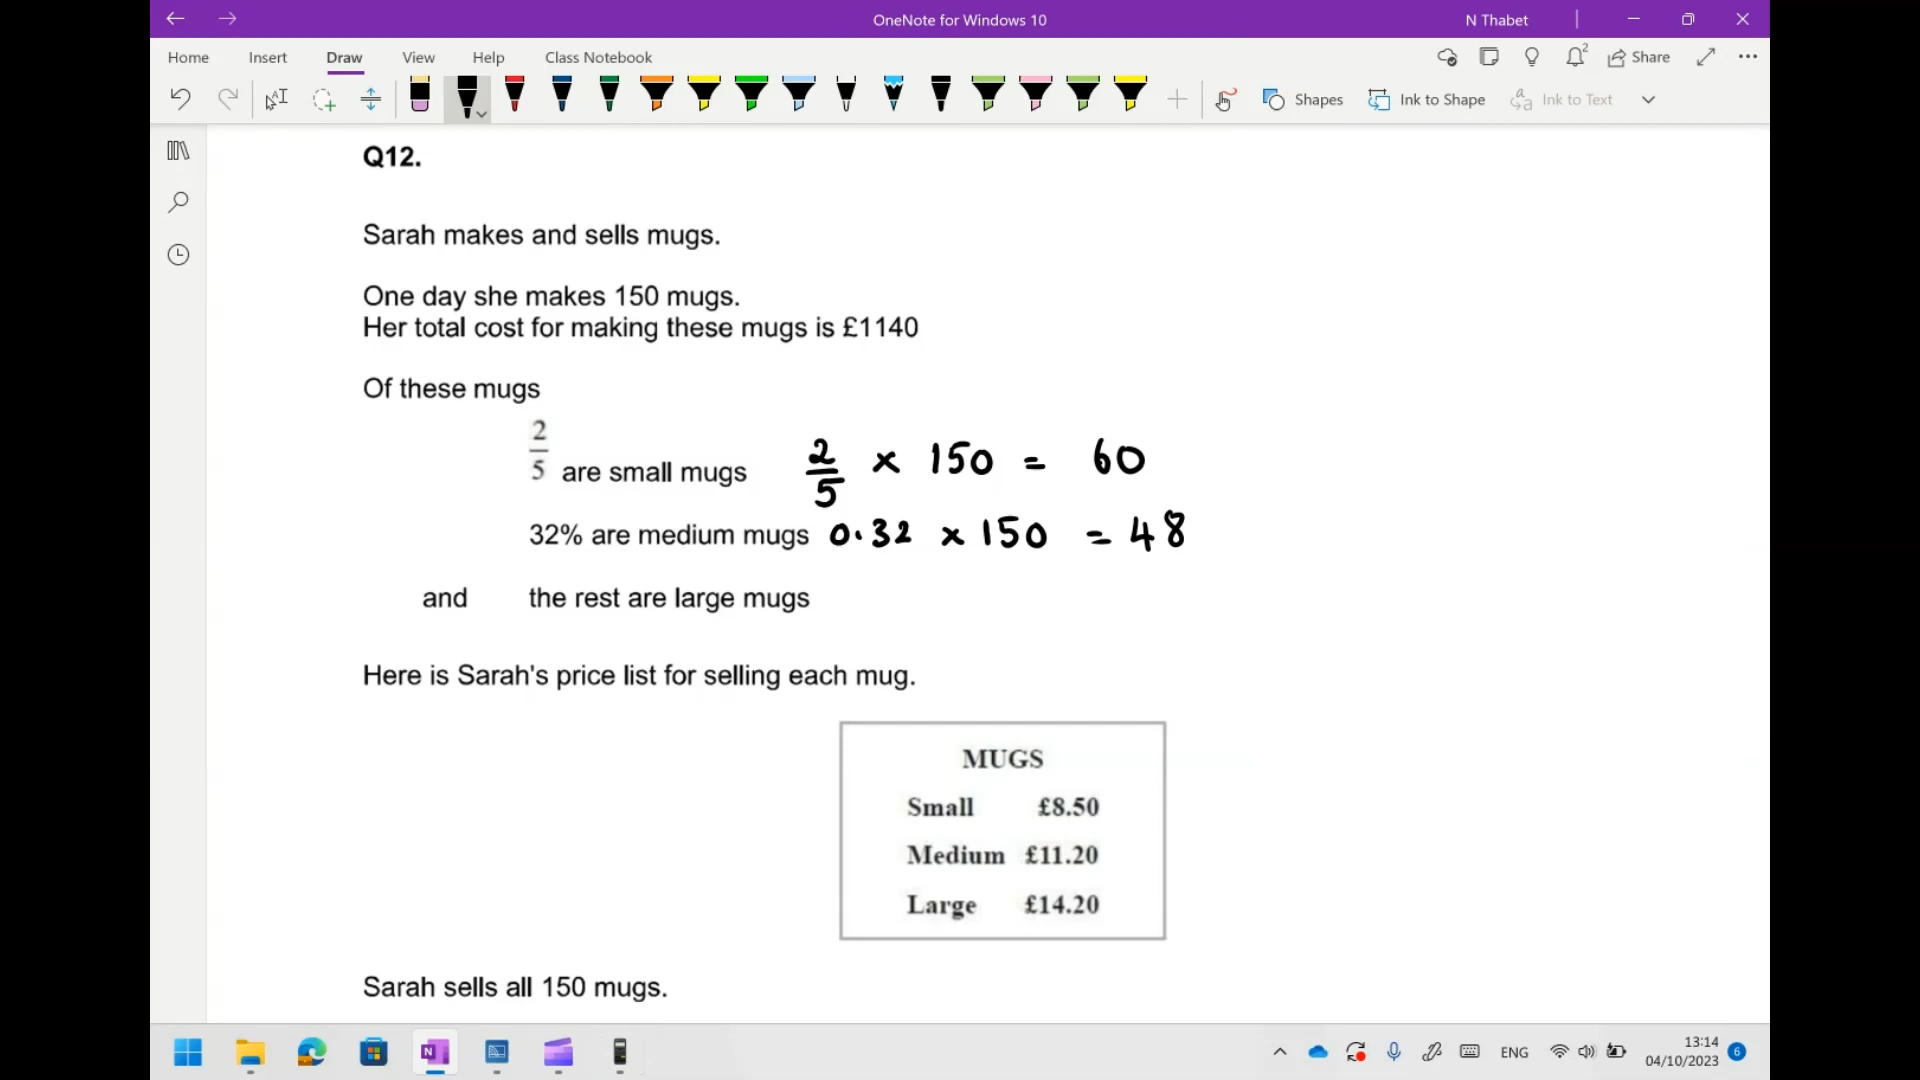 OneNote for Windows 10
N Thabet
Home Insert Draw View Help Class Notebook
2
Share
Shapes Link to Shape Link to Text
Q12.
Sarah makes and sells mugs.
One day she makes 150 mugs.
Her total cost for making these mugs is £1140
Of these mugs
2/5 are small mugs 2/5 × 150 = 60
32% are medium mugs 0.32 × 150 = 48
and the rest are large mugs
Here is Sarah's price list for selling each mug.
MUGS
Small £8.50
Medium £11.20
Large £14.20
Sarah sells all 150 mugs.
ENG
13:14
04/10/2023
6